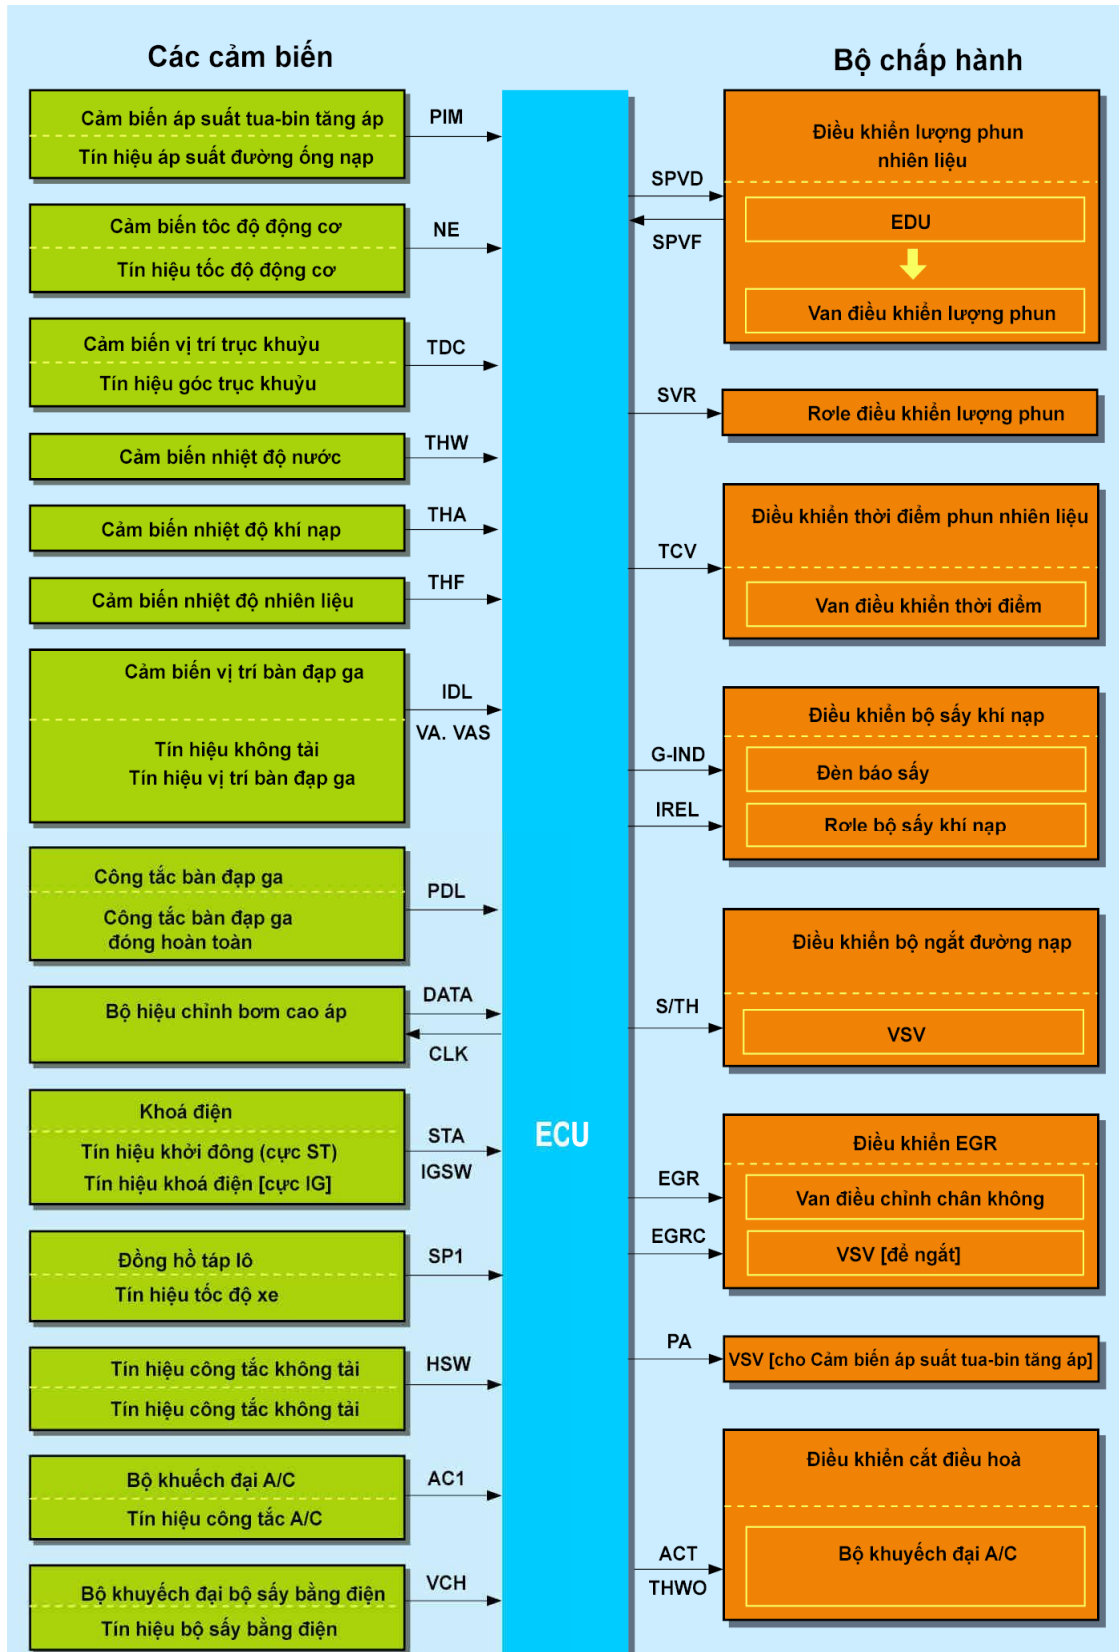 Các cảm biến
Cảm biến áp suất tua-bin tăng áp
Tín hiệu áp suất đường ống nạp
PIM
Cảm biến tôc độ động cơ
Tín hiệu tốc độ động cơ
NE
Cảm biến vị trí trục khuỷu
Tín hiệu góc trục khuỷu
TDC
Cảm biến nhiệt độ nước
THW
Cảm biến nhiệt độ khí nạp
THA
Cảm biến nhiệt độ nhiên liệu
THF
Cảm biến vị trí bàn đạp ga
Tín hiệu không tải
Tín hiệu vị trí bàn đạp ga
IDL
VA. VAS
Công tắc bàn đạp ga
Công tắc bàn đạp ga
đóng hoàn toàn
PDL
Bộ hiệu chỉnh bơm cao áp
DATA
CLK
Khoá điện
Tín hiệu khởi đông (cực ST)
Tín hiệu khoá điện [cực IG]
STA
IGSW
Đồng hồ táp lô
Tín hiệu tốc độ xe
SP1
Tín hiệu công tắc không tải
Tín hiệu công tắc không tải
HSW
Bộ khuếch đại A/C
Tín hiệu công tắc A/C
AC1
Bộ khuyếch đại bộ sấy bằng điện
Tín hiệu bộ sấy bằng điện
VCH
ECU
Bộ chấp hành
SPVD
SPVF
Điều khiển lượng phun
nhiên liệu
EDU
Van điều khiển lượng phun
SVR
Rơle điều khiển lượng phun
TCV
Điều khiển thời điểm phun nhiên liệu
Van điều khiển thời điểm
G-IND
IREL
Điều khiển bộ sấy khí nạp
Đèn báo sấy
Rơle bộ sấy khí nạp
S/TH
Điều khiển bộ ngắt đường nạp
VSV
EGR
EGRC
Điều khiển EGR
Van điều chỉnh chân không
VSV [để ngắt]
PA
VSV [cho Cảm biến áp suất tua-bin tăng áp]
ACT
THWO
Điều khiển cắt điều hoà
Bộ khuyếch đại A/C